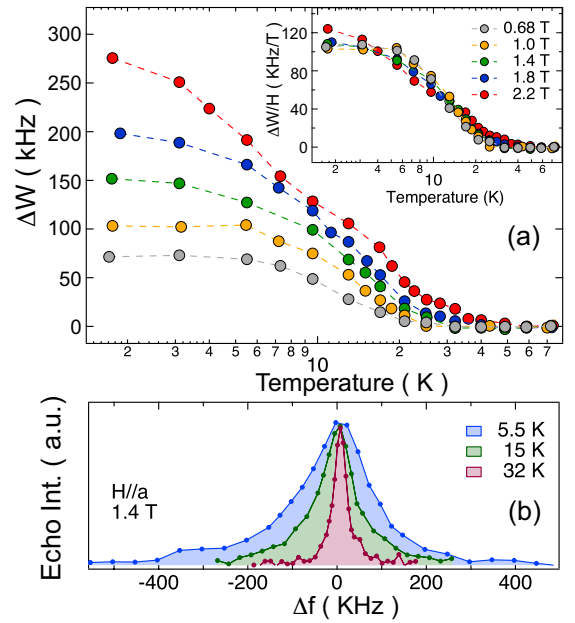 350
300
250
200
150
100
50
0
ΔW ( kHz)
2
3
4
5
6
7
8
9
10
2
3
4
5
6
7
Temperature ( K )
(a)
120
80
40
0
ΔW/H ( KHz/T)
2
4
6
10
2
4
6
Temperature (K)
0.68 T
1.0 T
1.4 T
1.8 T
2.2 T
Echo Int. ( a.u.)
H//a
1.4 T
5.5 K
15 K
32 K
(b)
-400
-200
0
200
400
Δf ( KHz)